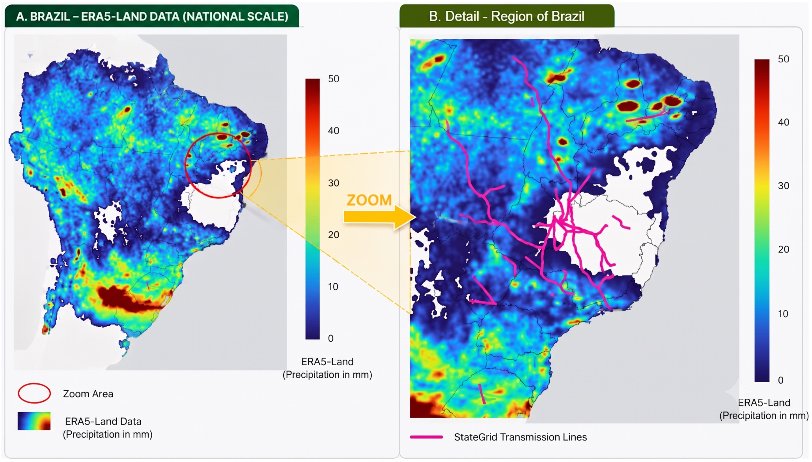 A. BRAZIL – ERA5-LAND DATA (NATIONAL SCALE)
50
40
30
20
10
0
ERA5-Land
(Precipitation in mm)
Zoom Area
ERA5-Land Data
(Precipitation in mm)
ZOOM
B. Detail - Region of Brazil
50
40
30
20
10
0
ERA5-Land
(Precipitation in mm)
StateGrid Transmission Lines